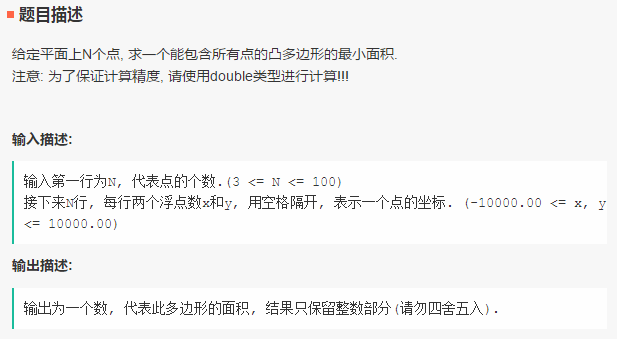 题目描述
给定平面上N个点, 求一个能包含所有点的凸多边形的最小面积.
注意: 为了保证计算精度, 请使用double类型进行计算!!!
输入描述:
输入第一行为N, 代表点的个数.(3 <= N <= 100)
接下来N行, 每行两个浮点数x和y, 用空格隔开, 表示一个点的坐标. (-10000.00 <= x, y
<= 10000.00)
输出描述:
输出为一个数, 代表此多边形的面积, 结果只保留整数部分(请勿四舍五入).